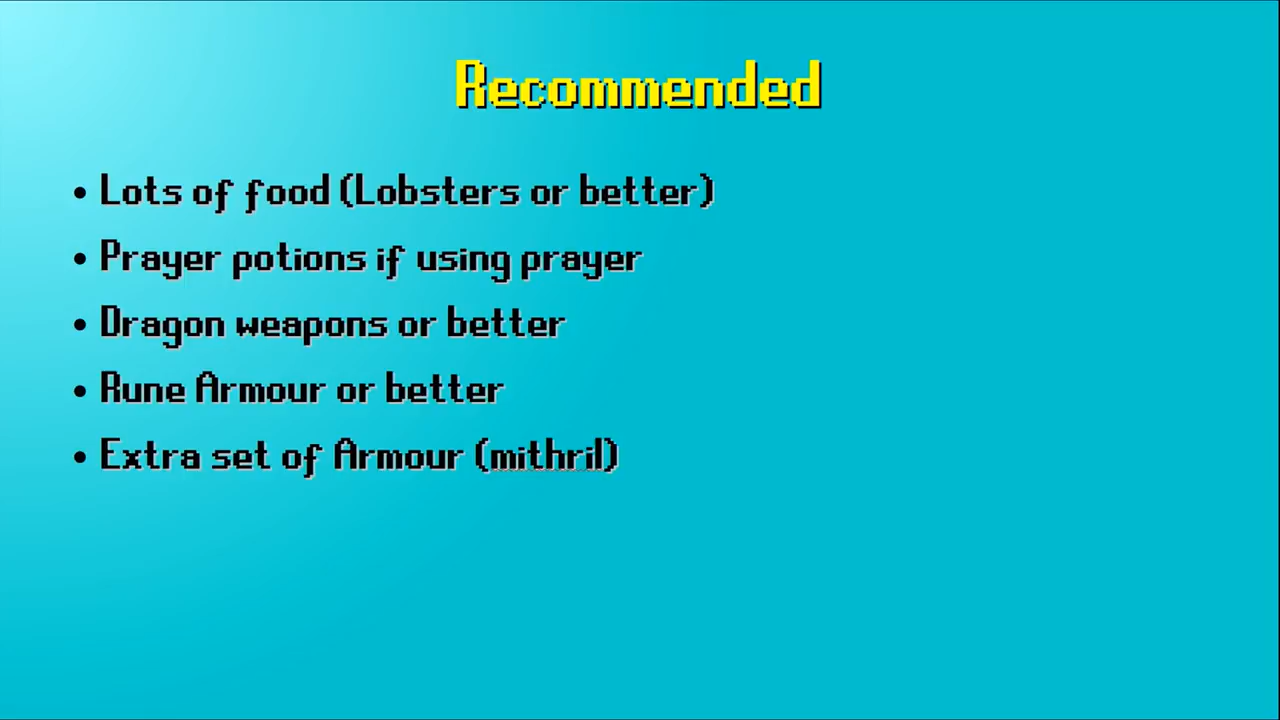 Recommended
• Lots of food (Lobsters or better)
• Prayer potions if using prayer
• Dragon weapons or better
• Rune Armour or better
• Extra set of Armour (mithril)